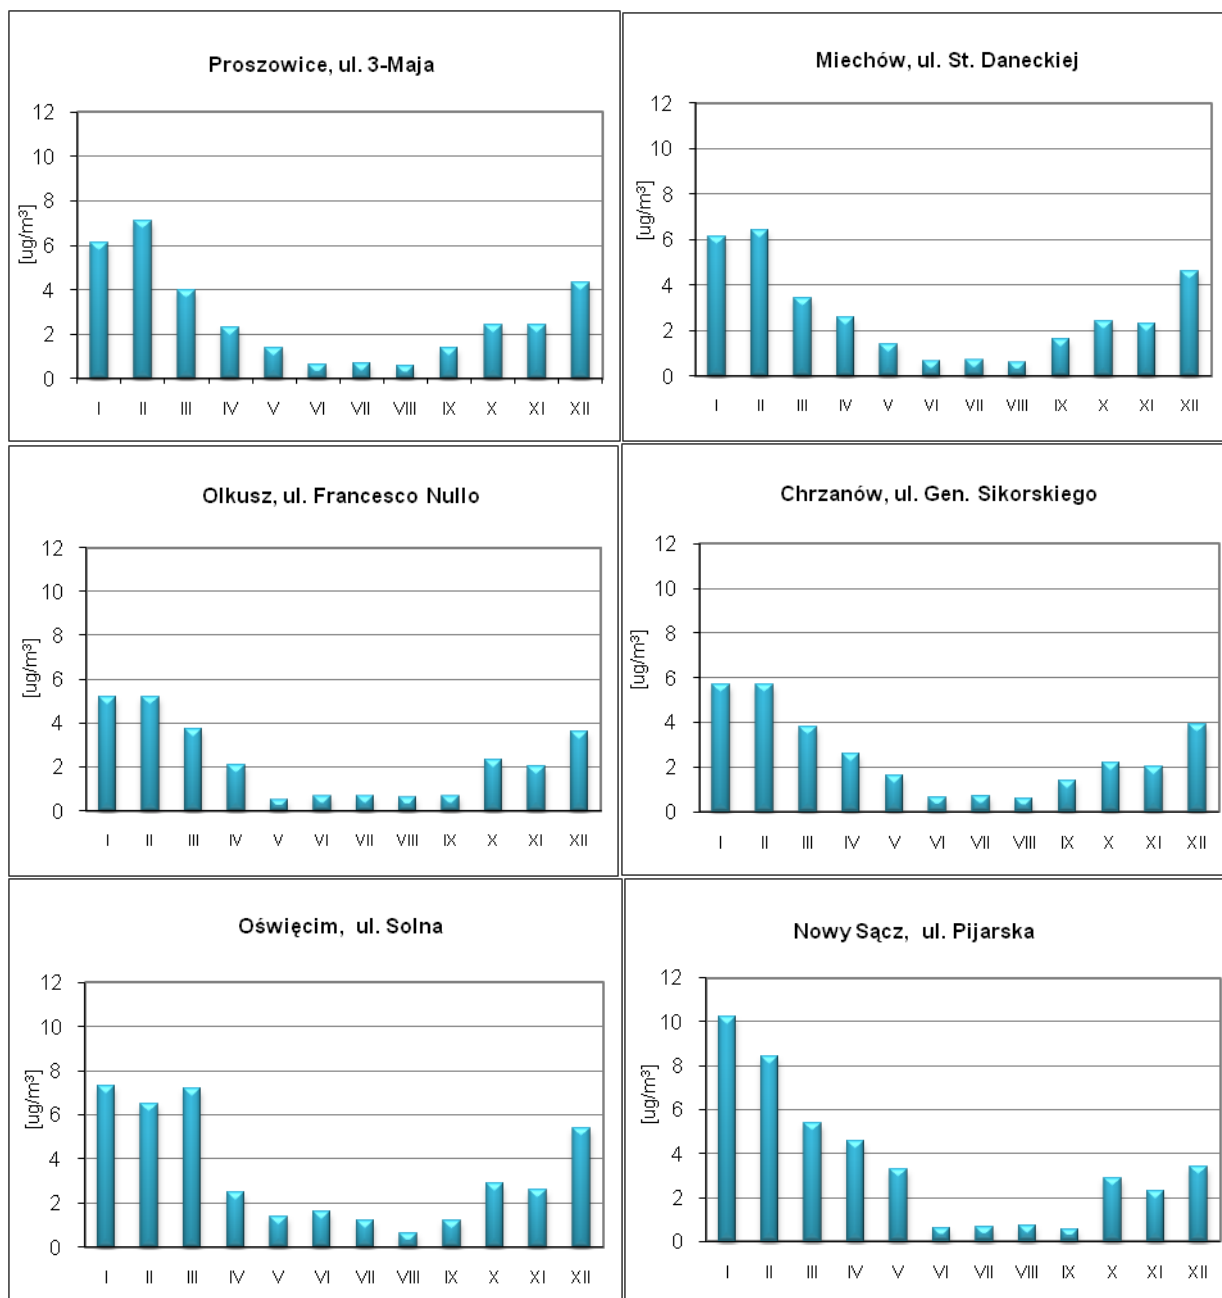 Proszowice, ul. 3-Maja
12
10
8
6
4
2
0
[ug/m³]
I II III IV V VI VII VIII IX X XI XII
Miechów, ul. St. Daneckiej
12
10
8
6
4
2
0
[ug/m³]
I II III IV V VI VII VIII IX X XI XII
Olkusz, ul. Francesco Nullo
12
10
8
6
4
2
0
[ug/m³]
I II III IV V VI VII VIII IX X XI XII
Chrzanów, ul. Gen. Sikorskiego
12
10
8
6
4
2
0
[ug/m³]
I II III IV V VI VII VIII IX X XI XII
Oświęcim, ul. Solna
12
10
8
6
4
2
0
[ug/m³]
I II III IV V VI VII VIII IX X XI XII
Nowy Sącz, ul. Pijarska
12
10
8
6
4
2
0
[ug/m³]
I II III IV V VI VII VIII IX X XI XII